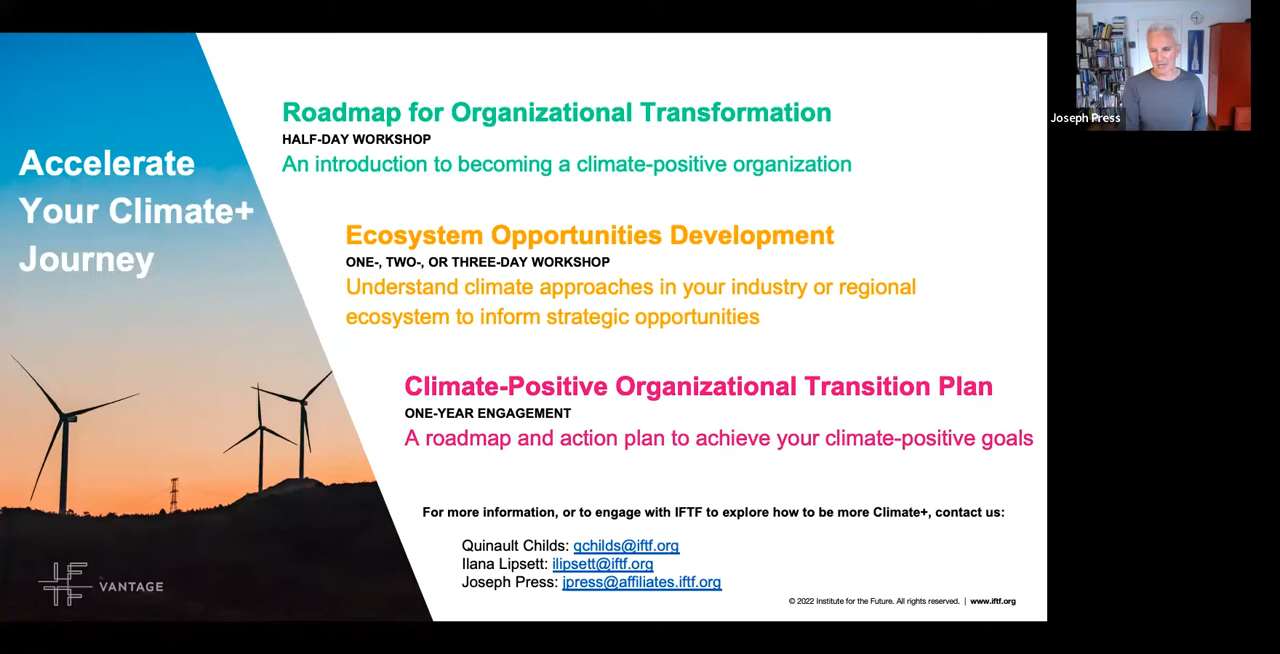 Accelerate
Your Climate+
Journey
Roadmap for Organizational Transformation
HALF-DAY WORKSHOP
An introduction to becoming a climate-positive organization
Ecosystem Opportunities Development
ONE-, TWO-, OR THREE-DAY WORKSHOP
Understand climate approaches in your industry or regional
ecosystem to inform strategic opportunities
Climate-Positive Organizational Transition Plan
ONE-YEAR ENGAGEMENT
A roadmap and action plan to achieve your climate-positive goals
For more information, or to engage with IFTF to explore how to be more Climate+, contact us:
Quinault Childs: qchilds@iftf.org
Ilana Lipsett: ilipsett@iftf.org
Joseph Press: jpress@affiliates.iftf.org
© 2022 Institute for the Future. All rights reserved. | www.iftf.org
VANTAGE
Joseph Press